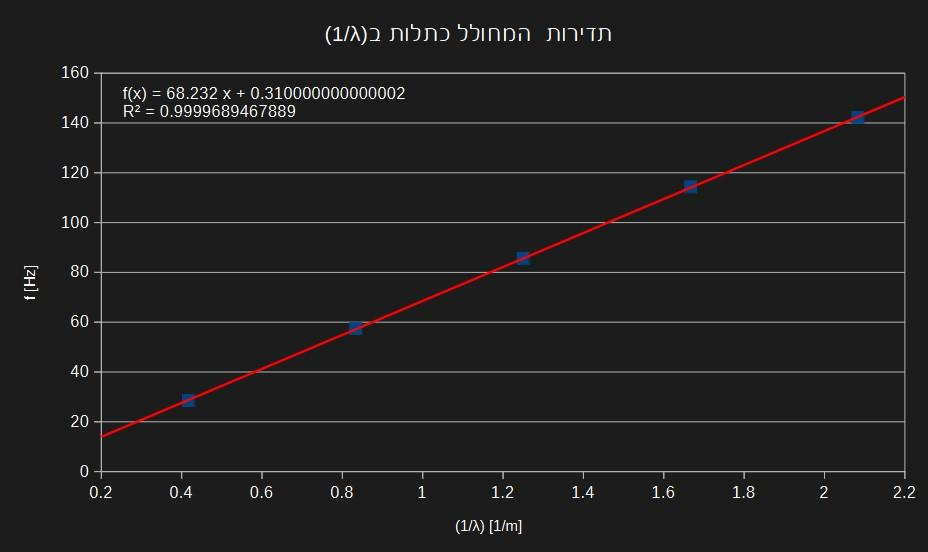 תדירות  המחולל כתלות ב(1/λ)
f(x) = 68.232 x + 0.310000000000002
R² = 0.9999689467889
160
140
120
100
80
60
40
20
0
f [Hz]
0.2 0.4 0.6 0.8 1 1.2 1.4 1.6 1.8 2 2.2
(1/λ) [1/m]